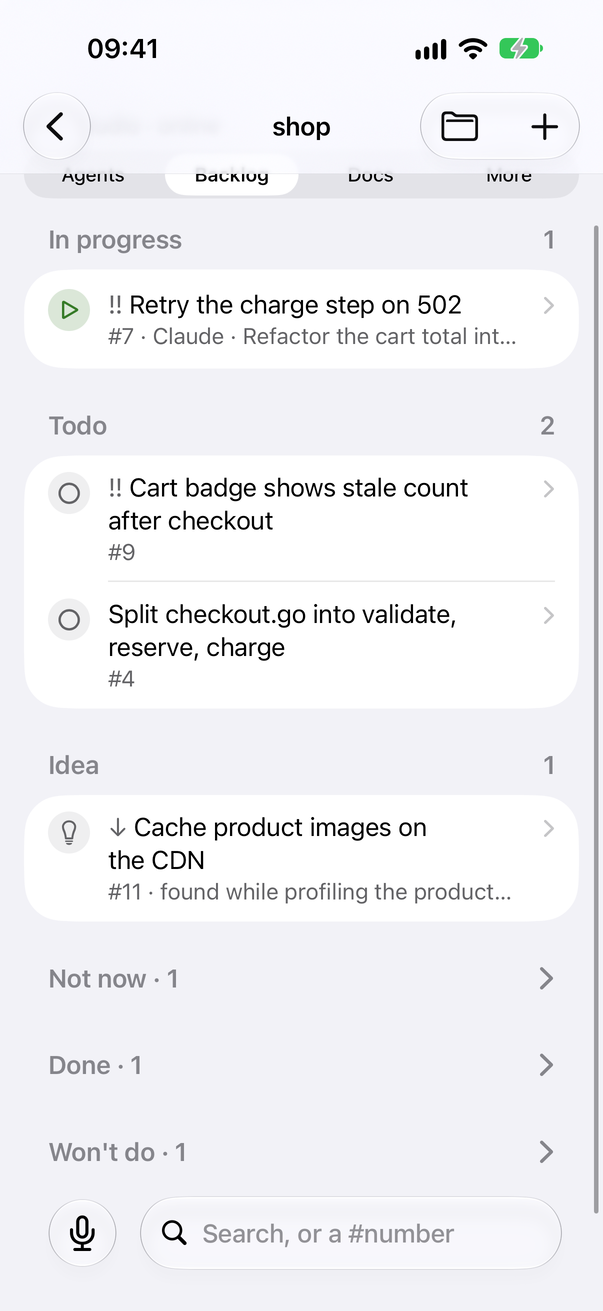 09:41
shop
Agents Backlog Docs More
In progress 1
!! Retry the charge step on 502
#7 · Claude · Refactor the cart total int...
Todo 2
!! Cart badge shows stale count
after checkout
#9
Split checkout.go into validate,
reserve, charge
#4
Idea 1
↓ Cache product images on
the CDN
#11 · found while profiling the product...
Not now · 1
Done · 1
Won't do · 1
Search, or a #number